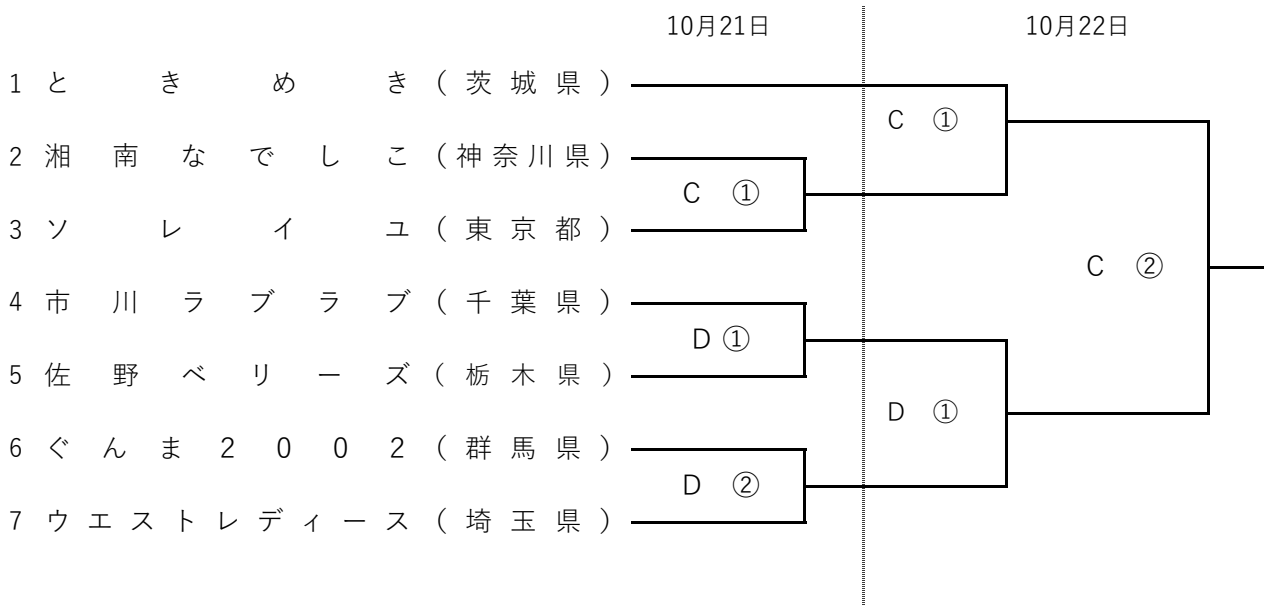 10月21日 10月22日
1 ときめき（茨城県）
C ①
2 湘南なでしこ（神奈川県）
C ①
3 ソレイユ（東京都）
C ②
4 市川ラブラブ（千葉県）
D ①
5 佐野ベリーズ（栃木県）
D ①
6 ぐんま２００２（群馬県）
D ②
7 ウエストレディース（埼玉県）